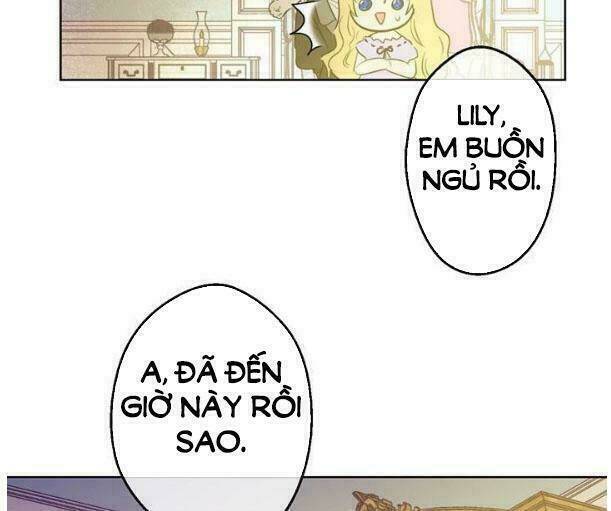 LILY,
EM BUỒN
NGỦ RỒI.
A, ĐÃ ĐẾN
GIỜ NÀY RỒI
SAO.